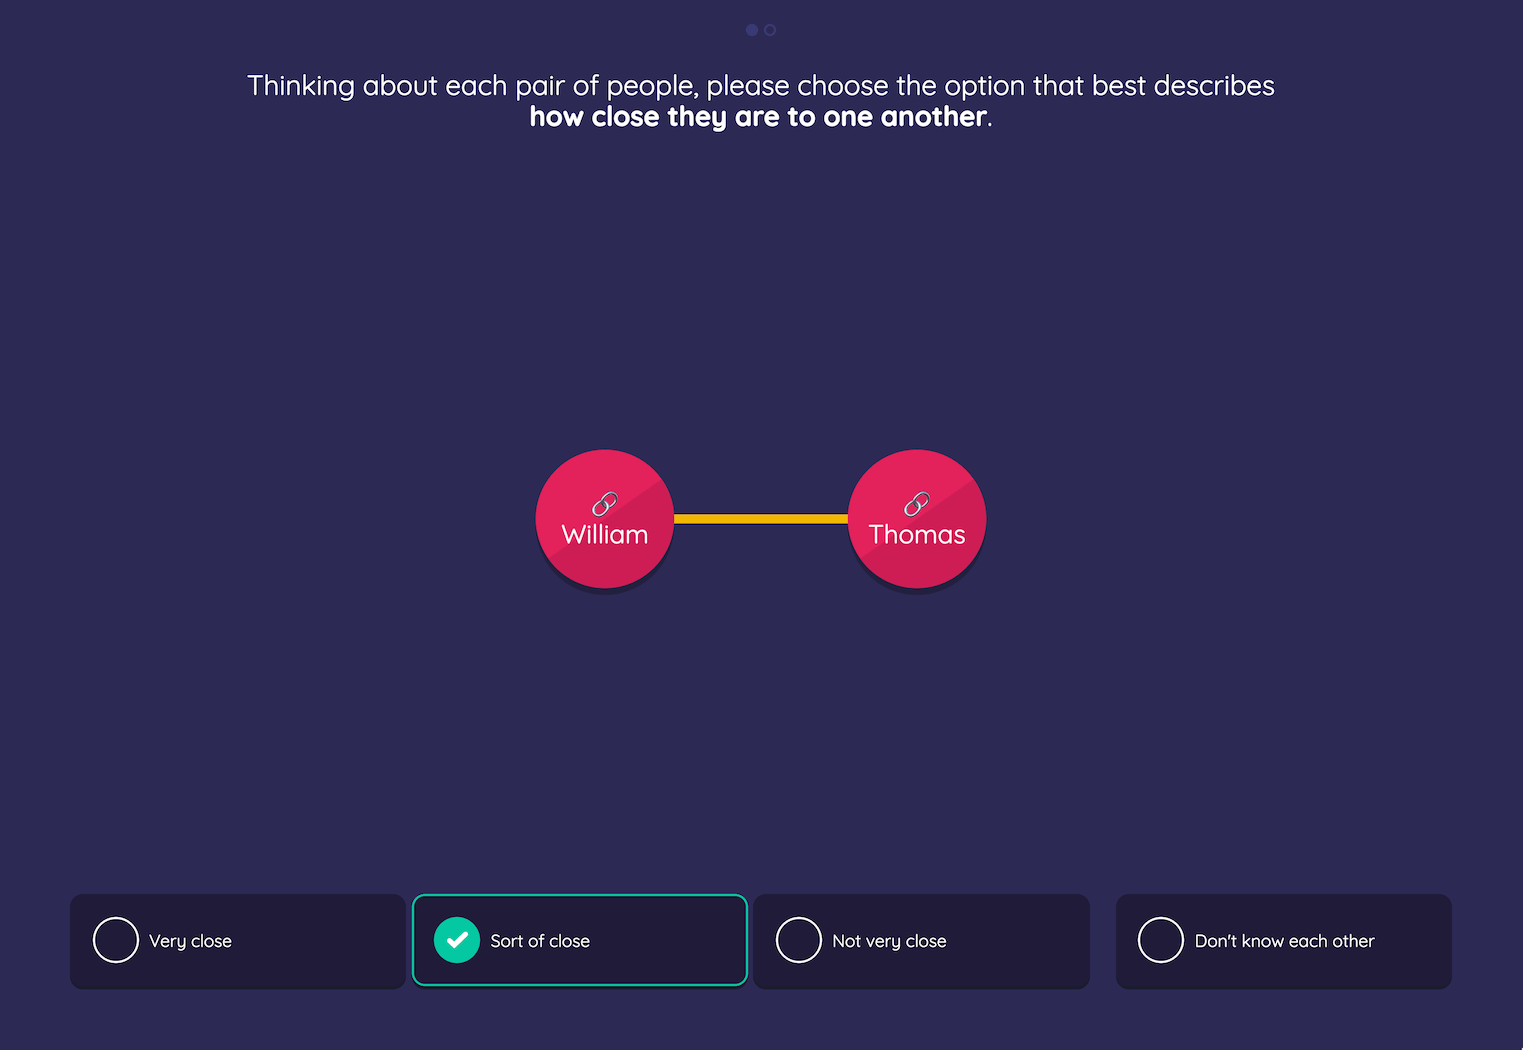 Thinking about each pair of people, please choose the option that best describes
how close they are to one another.
William
Thomas
Very close
Sort of close
Not very close
Don't know each other